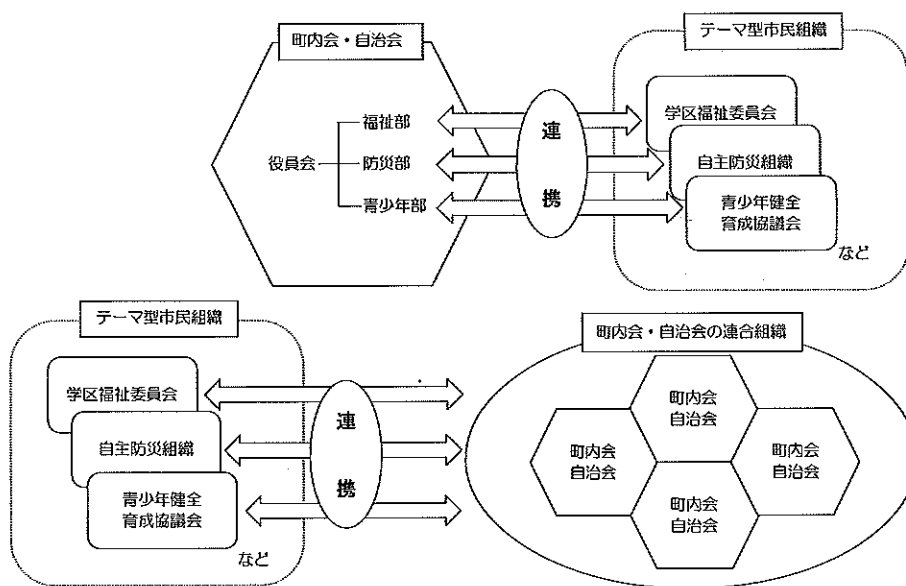 町内会・自治会
テーマ型市民組織
役員会
福祉部
防災部
青少年部
連
携
学区福祉委員会
自主防災組織
青少年健全
育成協議会
など
テーマ型市民組織
学区福祉委員会
自主防災組織
青少年健全
育成協議会
など
連
携
町内会・自治会の連合組織
町内会
自治会
町内会
自治会
町内会
自治会
町内会
自治会